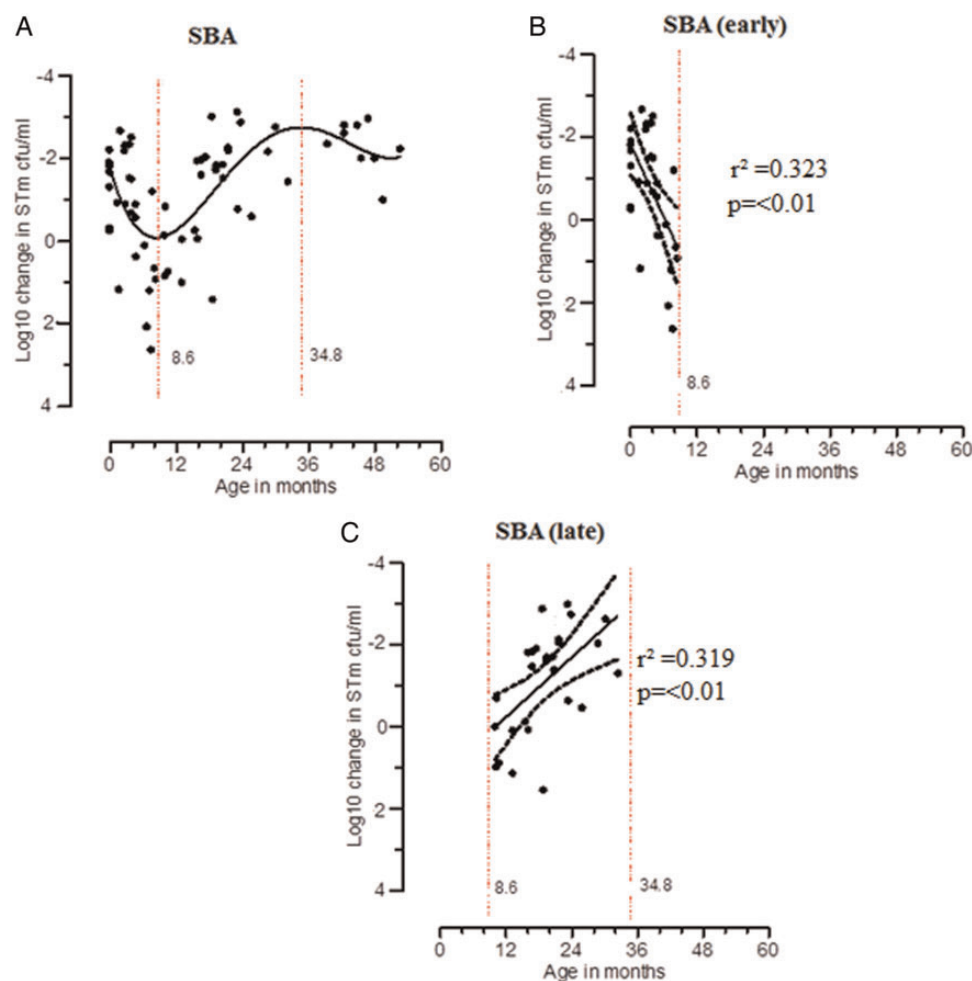 A
SBA
Log10 change in STm cfu/ml
-4
-2
0
2
4
8.6
34.8
0 12 24 36 48 60
Age in months
B
SBA (early)
Log10 change in STm cfu/ml
-4
-2
0
2
4
r² =0.323
p=<0.01
8.6
0 12 24 36 48 60
Age in months
C
SBA (late)
Log10 change in STm cfu/ml
-4
-2
0
2
4
r² =0.319
p=<0.01
8.6
34.8
0 12 24 36 48 60
Age in months